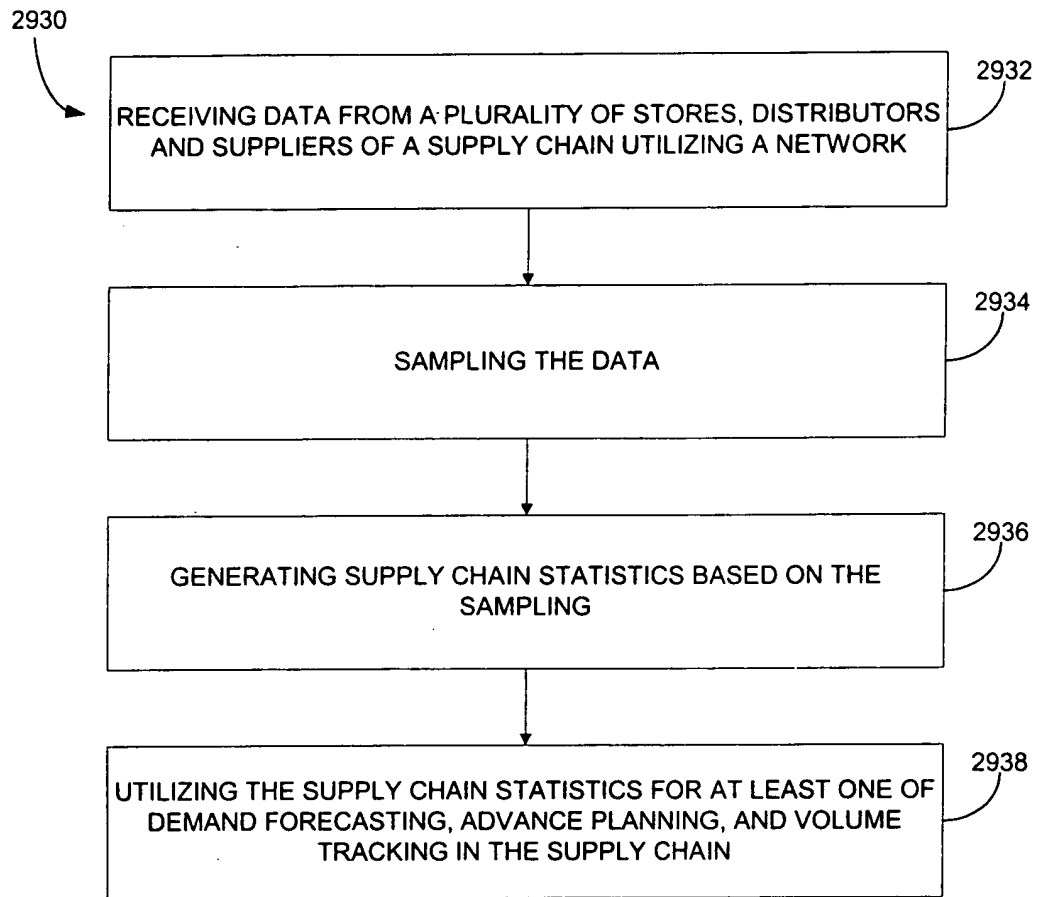 2930
2932
RECEIVING DATA FROM A PLURALITY OF STORES, DISTRIBUTORS
AND SUPPLIERS OF A SUPPLY CHAIN UTILIZING A NETWORK
2934
SAMPLING THE DATA
2936
GENERATING SUPPLY CHAIN STATISTICS BASED ON THE
SAMPLING
2938
UTILIZING THE SUPPLY CHAIN STATISTICS FOR AT LEAST ONE OF
DEMAND FORECASTING, ADVANCE PLANNING, AND VOLUME
TRACKING IN THE SUPPLY CHAIN